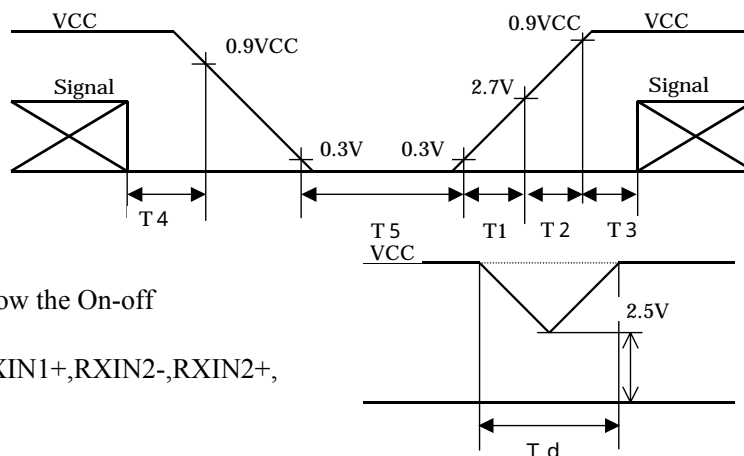 VCC 0.9VCC VCC
0.9VCC
Signal 2.7V Signal
0.3V 0.3V
T4 T5 T1 T2 T3
VCC
ow the On-off
2.5V
XIN1+,RXIN2-,RXIN2+,
Td